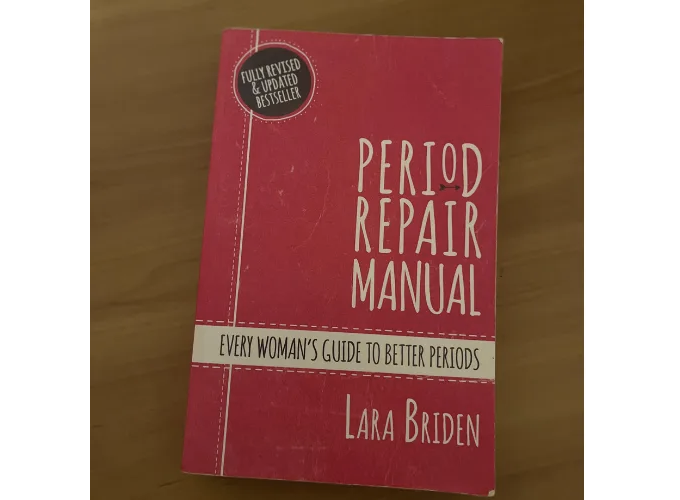 FULLY REVISED
& UPDATED
BESTSELLER
PERIOD
REPAIR
MANUAL
EVERY WOMAN'S GUIDE TO BETTER PERIODS
LARA BRIDEN